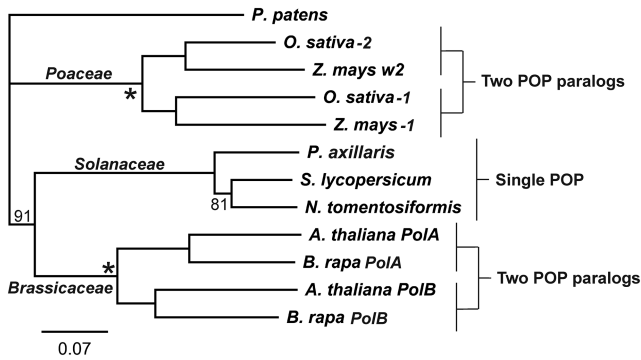 P. patens
O. sativa-2
Poaceae
Z. mays w2
*
Two POP paralogs
O. sativa-1
Z. mays-1
P. axillaris
Solanaceae
S. lycopersicum
Single POP
81
N. tomentosiformis
91
A. thaliana PolA
*
B. rapa PolA
Brassicaceae
Two POP paralogs
A. thaliana PolB
B. rapa PolB
0.07